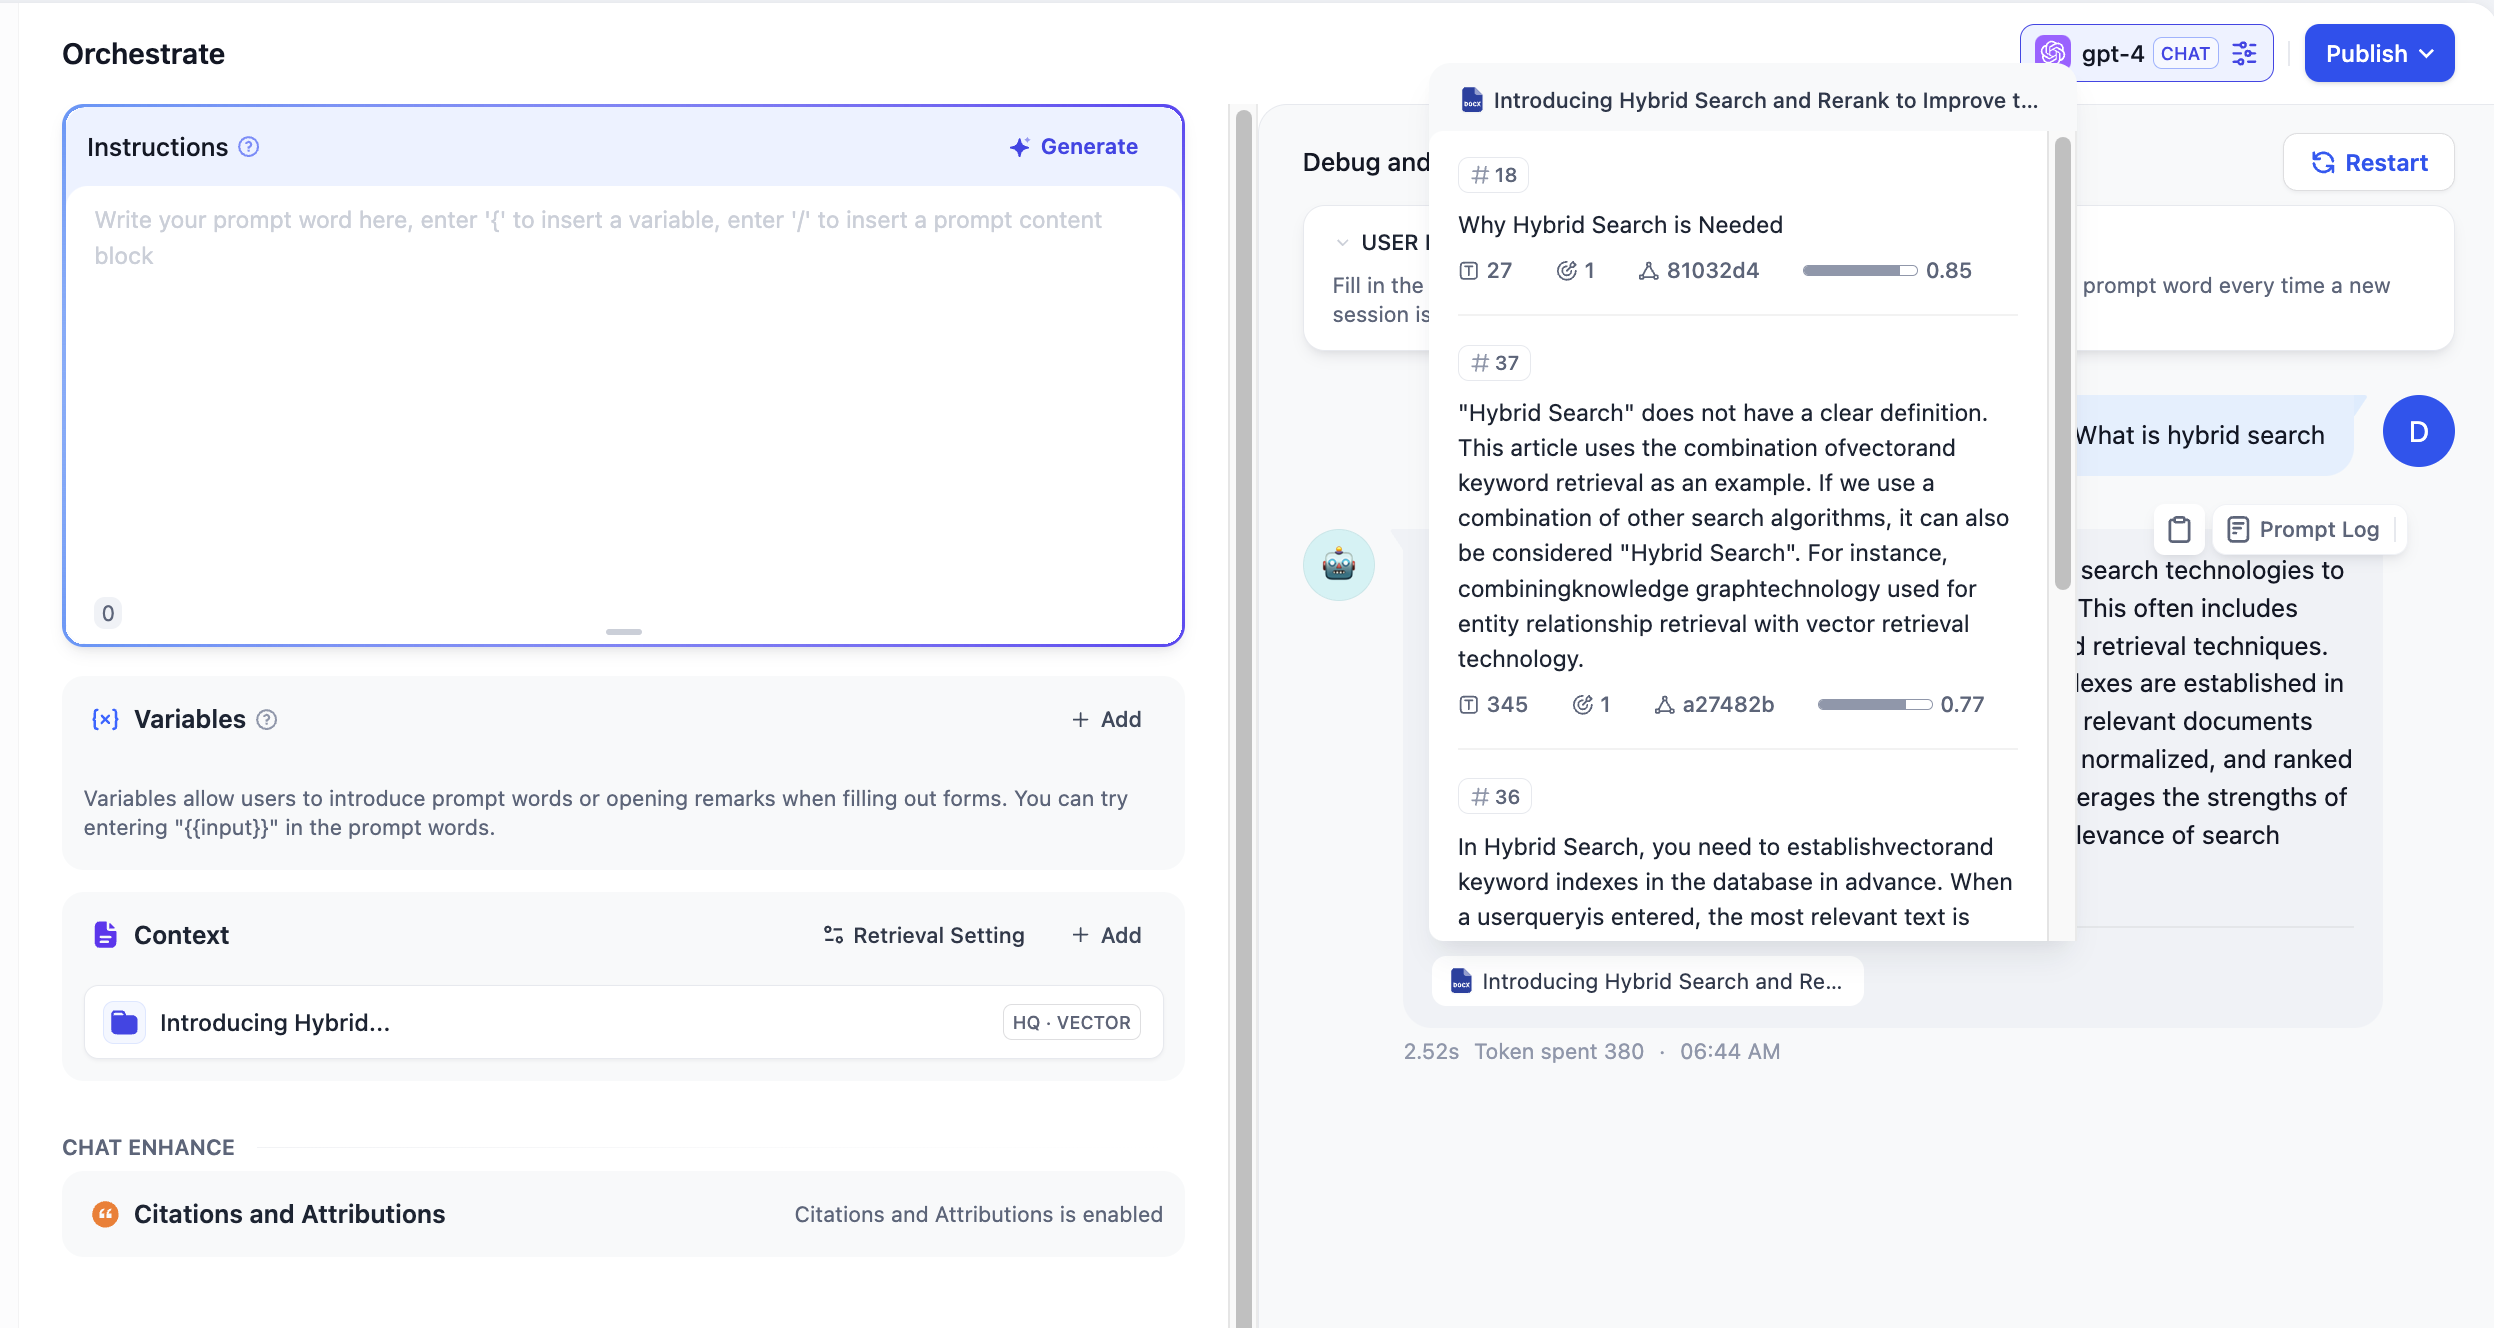 Orchestrate
gpt-4 CHAT
Publish
Instructions
Generate
Write your prompt word here, enter '{' to insert a variable, enter '/' to insert a prompt content
block
0
Variables
+ Add
Variables allow users to introduce prompt words or opening remarks when filling out forms. You can try
entering "{{input}}" in the prompt words.
Context
Retrieval Setting
+ Add
Introducing Hybrid...
HQ · VECTOR
CHAT ENHANCE
Citations and Attributions
Citations and Attributions is enabled
Debug and
Restart
USER
Fill in the
prompt word every time a new
session is
What is hybrid search
D
Prompt Log
search technologies to
This often includes
retrieval techniques.
are established in
relevant documents
normalized, and ranked
the strengths of
of search
Introducing Hybrid Search and Rerank to Improve t...
# 18
Why Hybrid Search is Needed
27 1 81032d4 0.85
# 37
"Hybrid Search" does not have a clear definition.
This article uses the combination ofvectorand
keyword retrieval as an example. If we use a
combination of other search algorithms, it can also
be considered "Hybrid Search". For instance,
combiningknowledge graphtechnology used for
entity relationship retrieval with vector retrieval
technology.
345 1 a27482b 0.77
# 36
In Hybrid Search, you need to establishvectorand
keyword indexes in the database in advance. When
a userqueryis entered, the most relevant text is
DOCX Introducing Hybrid Search and Re...
2.52s Token spent 380 · 06:44 AM